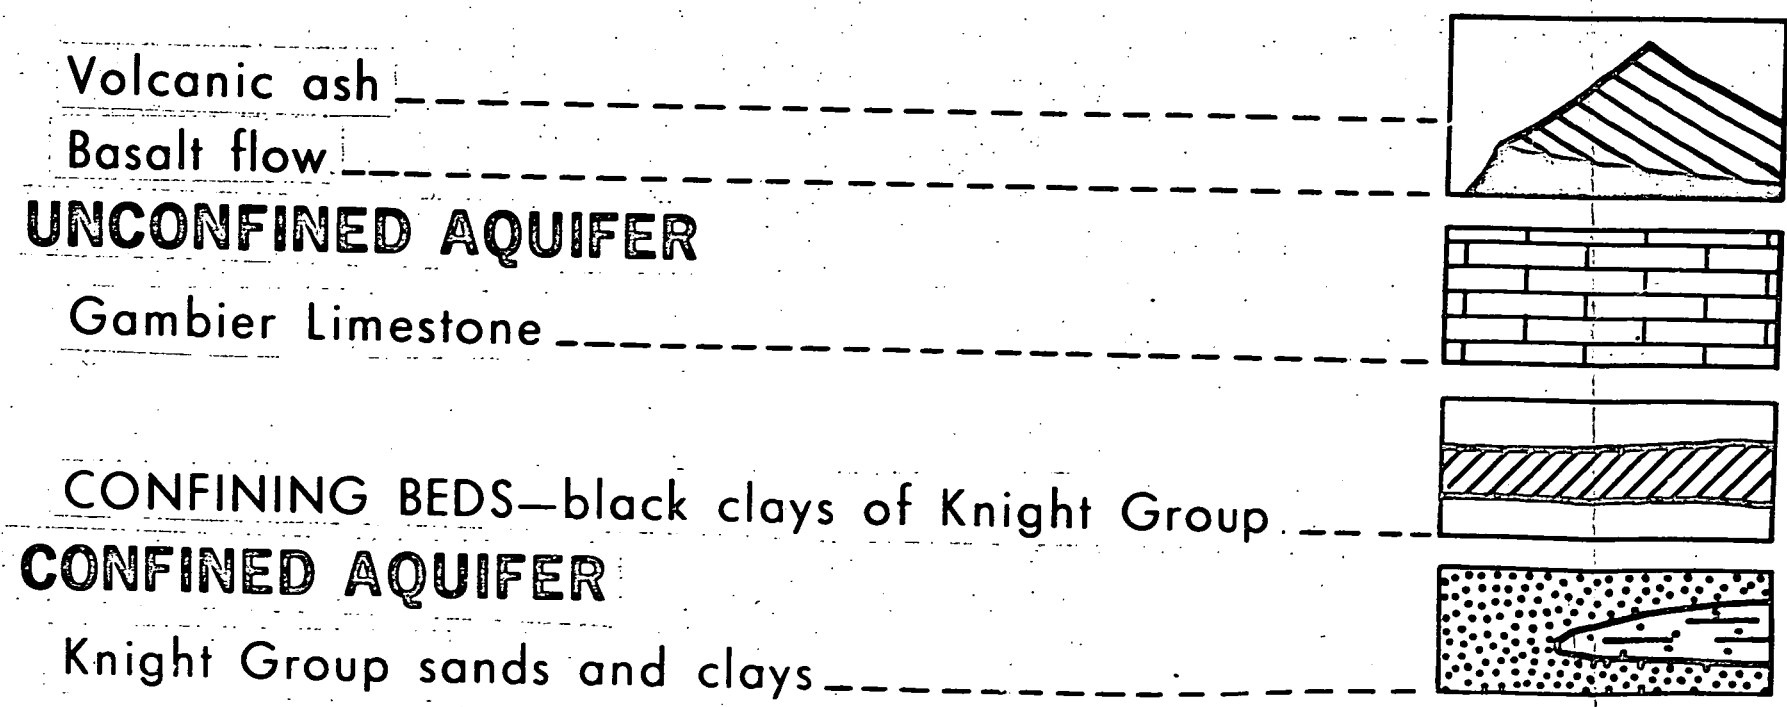 Volcanic ash
Basalt flow
UNCONFINED AQUIFER
Gambier Limestone
CONFINING BEDS—black clays of Knight Group
CONFINED AQUIFER
Knight Group sands and clays